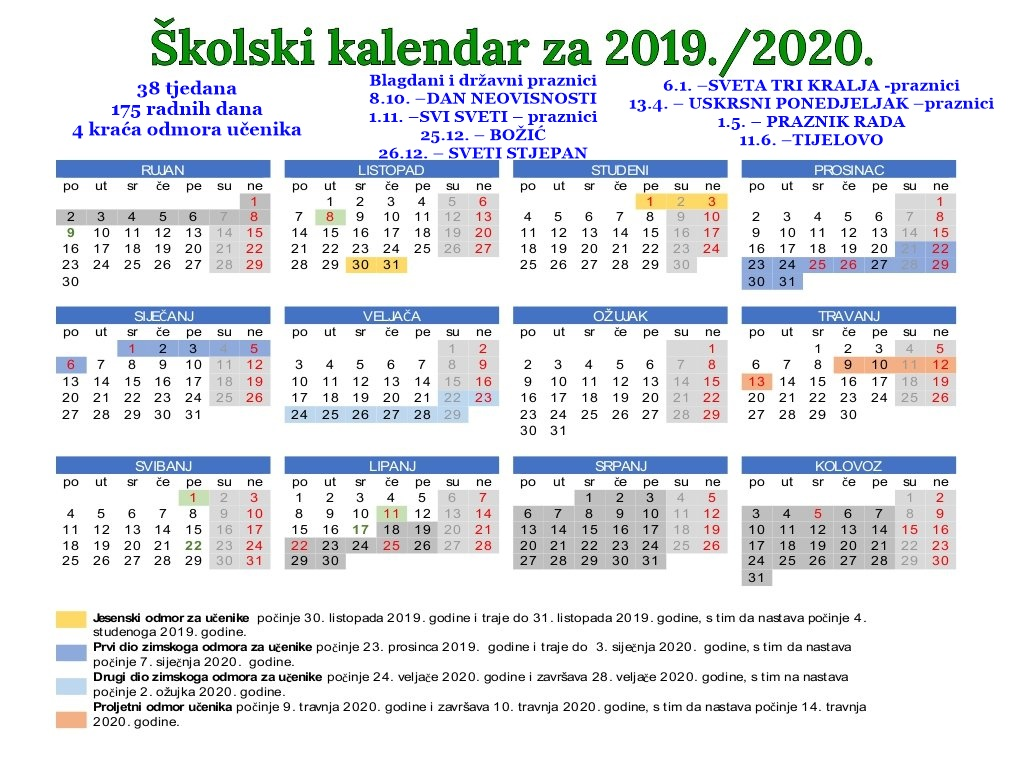 Školski kalendar za 2019./2020.
38 tjedana
175 radnih dana
4 kraća odmora učenika
Blagdani i državni praznici
8.10. –DAN NEOVISNOSTI
1.11. –SVI SVETI – praznici
25.12. – BOŽIĆ
26.12. – SVETI STJEPAN
6.1. –SVETA TRI KRALJA -praznici
13.4. – USKRSNI PONEDJELJAK –praznici
1.5. – PRAZNIK RADA
11.6. –TIJELOVO
RUJAN
po ut sr če pe su ne
1
2 3 4 5 6 7 8
9 10 11 12 13 14 15
16 17 18 19 20 21 22
23 24 25 26 27 28 29
30
LISTOPAD
po ut sr če pe su ne
1 2 3 4 5 6
7 8 9 10 11 12 13
14 15 16 17 18 19 20
21 22 23 24 25 26 27
28 29 30 31
STUDENI
po ut sr če pe su ne
1 2 3
4 5 6 7 8 9 10
11 12 13 14 15 16 17
18 19 20 21 22 23 24
25 26 27 28 29 30
PROSINAC
po ut sr če pe su ne
1
2 3 4 5 6 7 8
9 10 11 12 13 14 15
16 17 18 19 20 21 22
23 24 25 26 27 28 29
30 31
SIJEČANJ
po ut sr če pe su ne
1 2 3 4 5
6 7 8 9 10 11 12
13 14 15 16 17 18 19
20 21 22 23 24 25 26
27 28 29 30 31
VELJAČA
po ut sr če pe su ne
1 2
3 4 5 6 7 8 9
10 11 12 13 14 15 16
17 18 19 20 21 22 23
24 25 26 27 28 29
OŽUJAK
po ut sr če pe su ne
1
2 3 4 5 6 7 8
9 10 11 12 13 14 15
16 17 18 19 20 21 22
23 24 25 26 27 28 29
30 31
TRAVANJ
po ut sr če pe su ne
1 2 3 4 5
6 7 8 9 10 11 12
13 14 15 16 17 18 19
20 21 22 23 24 25 26
27 28 29 30
SVIBANJ
po ut sr če pe su ne
1 2 3
4 5 6 7 8 9 10
11 12 13 14 15 16 17
18 19 20 21 22 23 24
25 26 27 28 29 30 31
LIPANJ
po ut sr če pe su ne
1 2 3 4 5 6 7
8 9 10 11 12 13 14
15 16 17 18 19 20 21
22 23 24 25 26 27 28
29 30
SRPANJ
po ut sr če pe su ne
1 2 3 4 5
6 7 8 9 10 11 12
13 14 15 16 17 18 19
20 21 22 23 24 25 26
27 28 29 30 31
KOLOVOZ
po ut sr če pe su ne
1 2
3 4 5 6 7 8 9
10 11 12 13 14 15 16
17 18 19 20 21 22 23
24 25 26 27 28 29 30
31
Jesenski odmor za učenike počinje 30. listopada 2019. godine i traje do 31. listopada 2019. godine, s tim da nastava počinje 4.
studenoga 2019. godine.
Prvi dio zimskoga odmora za učenike počinje 23. prosinca 2019. godine i traje do 3. siječnja 2020. godine, s tim da nastava
počinje 7. siječnja 2020. godine.
Drugi dio zimskoga odmora za učenike počinje 24. veljače 2020. godine i završava 28. veljače 2020. godine, s tim na nastava
počinje 2. ožujka 2020. godine.
Proljetni odmor učenika počinje 9. travnja 2020. godine i završava 10. travnja 2020. godine, s tim da nastava počinje 14. travnja
2020. godine.